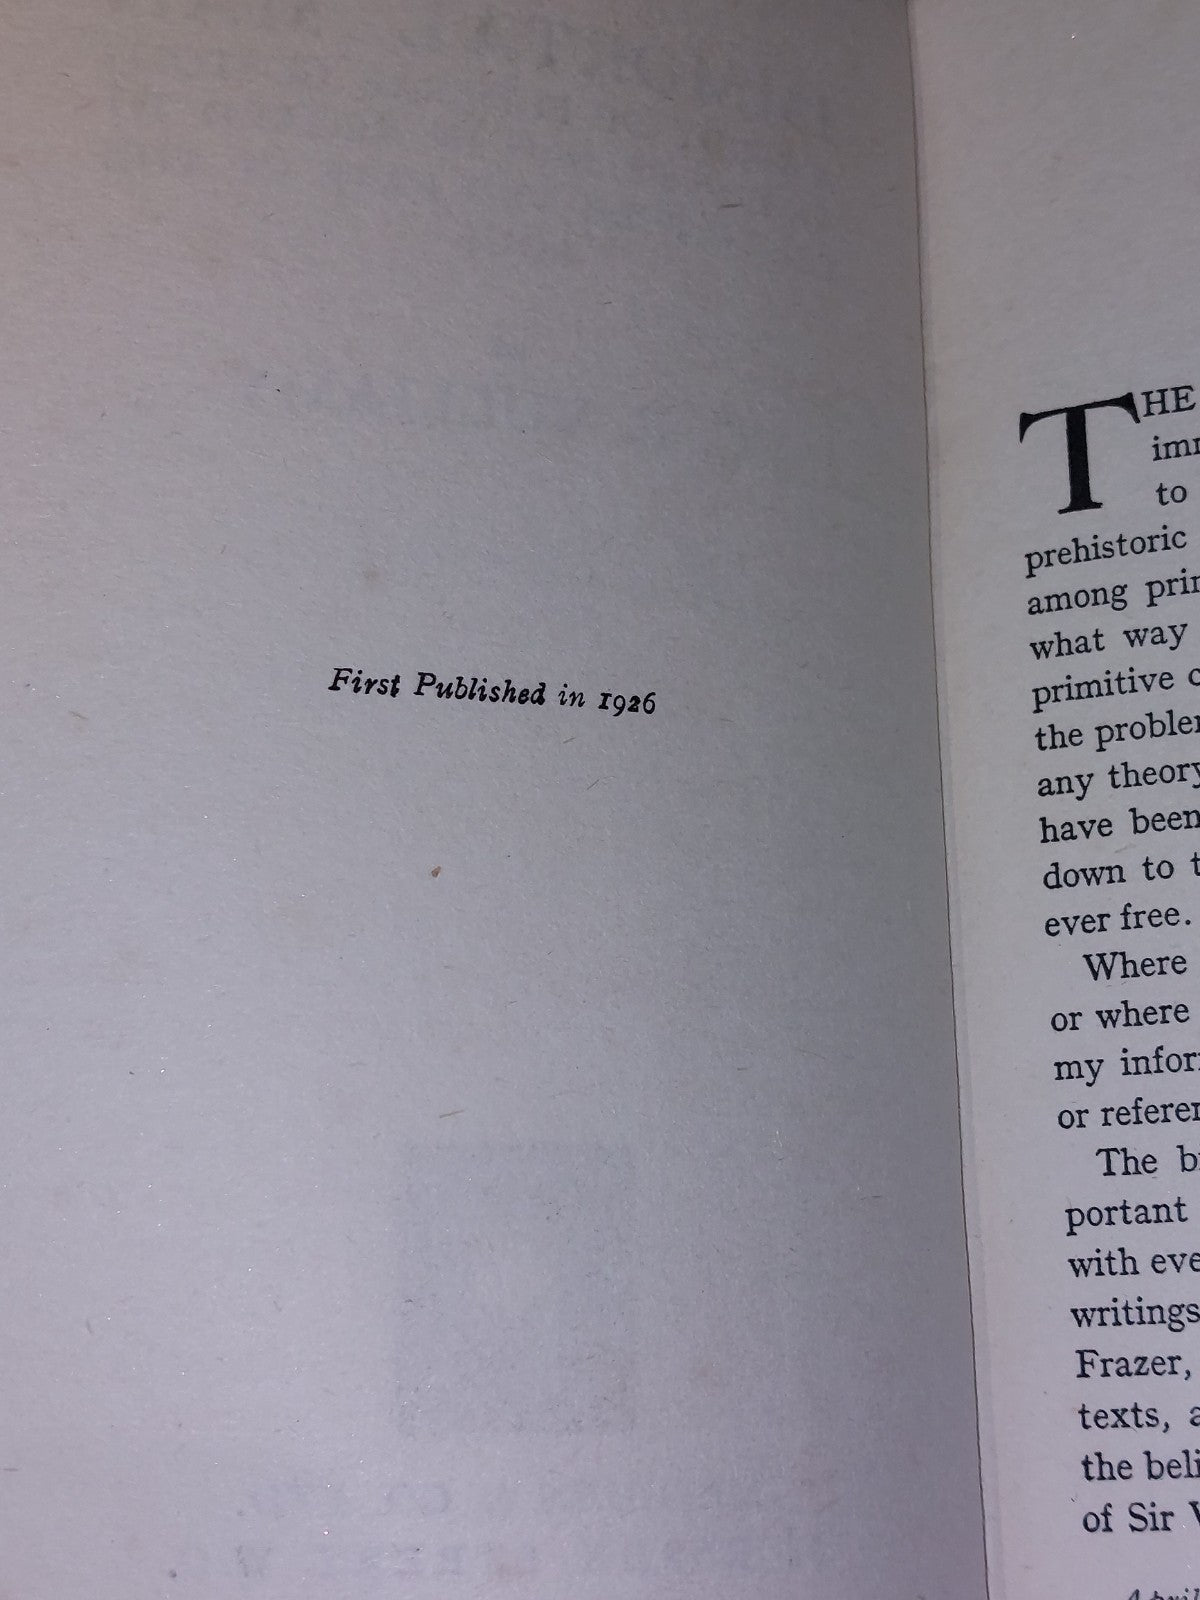 First Published in 1926
THE
to
prehistoric
among
what way
primitive
the
any theory
have been
down to
ever free.
Where
or where
my
or
The
portant
with
writings
Frazer,
texts,
the
of Sir